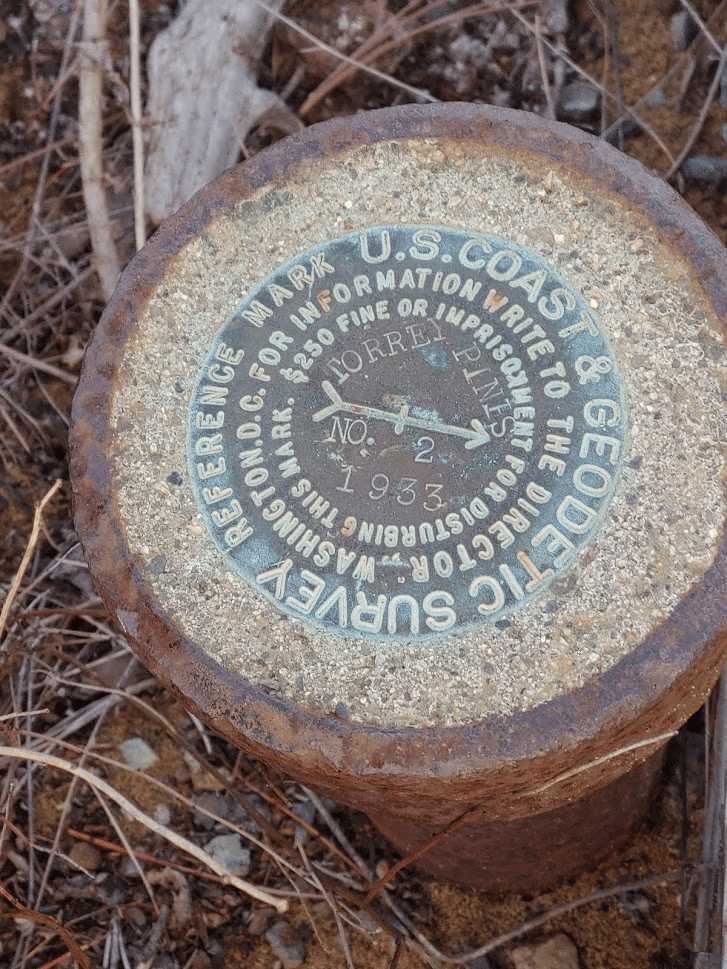 U.S. COAST & GEODETIC SURVEY
REFERENCE MARK
FOR INFORMATION WRITE TO THE DIRECTOR, WASHINGTON, D.C.
$250 FINE OR IMPRISONMENT FOR DISTURBING THIS MARK.
TORREY PINES
NO. 2
1933